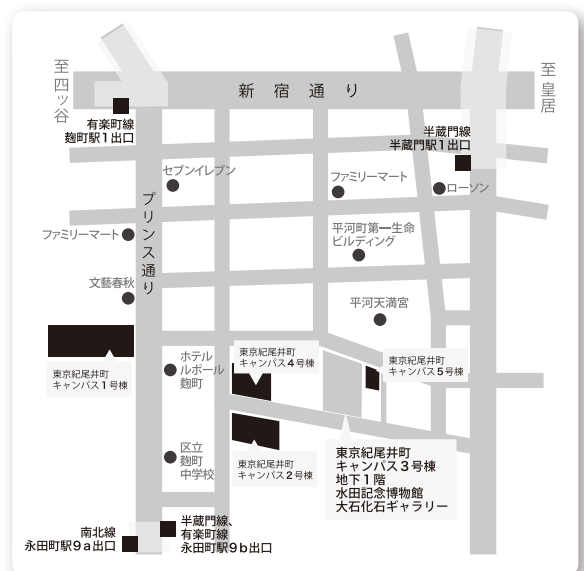 至四ッ谷
新宿通り
至皇居
有楽町線
麹町駅1出口
半蔵門線
半蔵門駅1出口
セブンイレブン
ファミリーマート
ローソン
プリンス通り
ファミリーマート
平河町第一生命
ビルディング
文藝春秋
平河天満宮
東京紀尾井町
キャンパス1号棟
ホテル
ルポール
麹町
東京紀尾井町
キャンパス4号棟
東京紀尾井町
キャンパス5号棟
区立
麹町
中学校
東京紀尾井町
キャンパス2号棟
東京紀尾井町
キャンパス3号棟
地下1階
水田記念博物館
大石化石ギャラリー
南北線
永田町駅9a出口
半蔵門線、
有楽町線
永田町駅9b出口